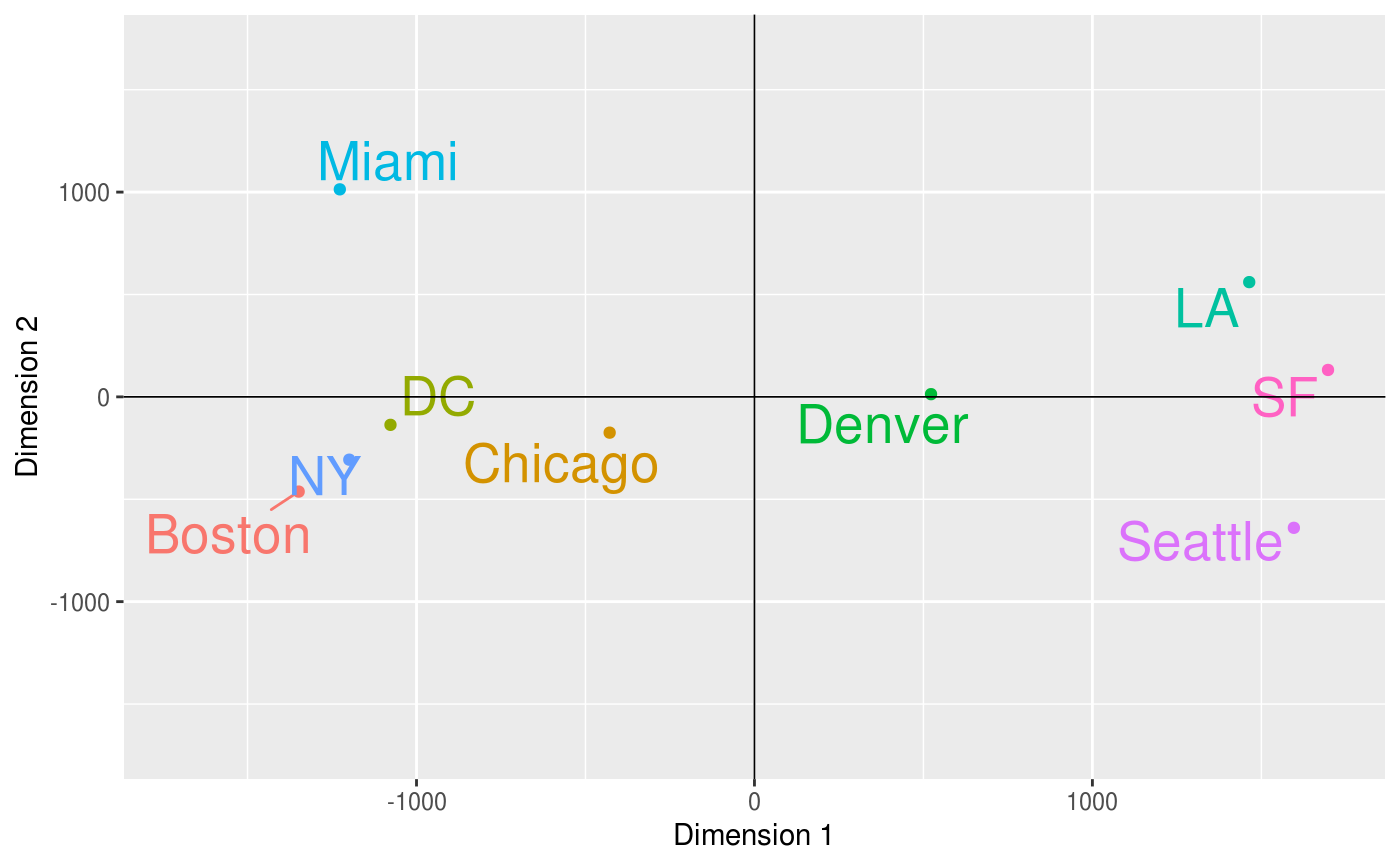 Miami
1000
LA
DC
SF
0
Denver
Chicago
NY
Boston
Seattle
-1000
-1000 0 1000
Dimension 1
Dimension 2